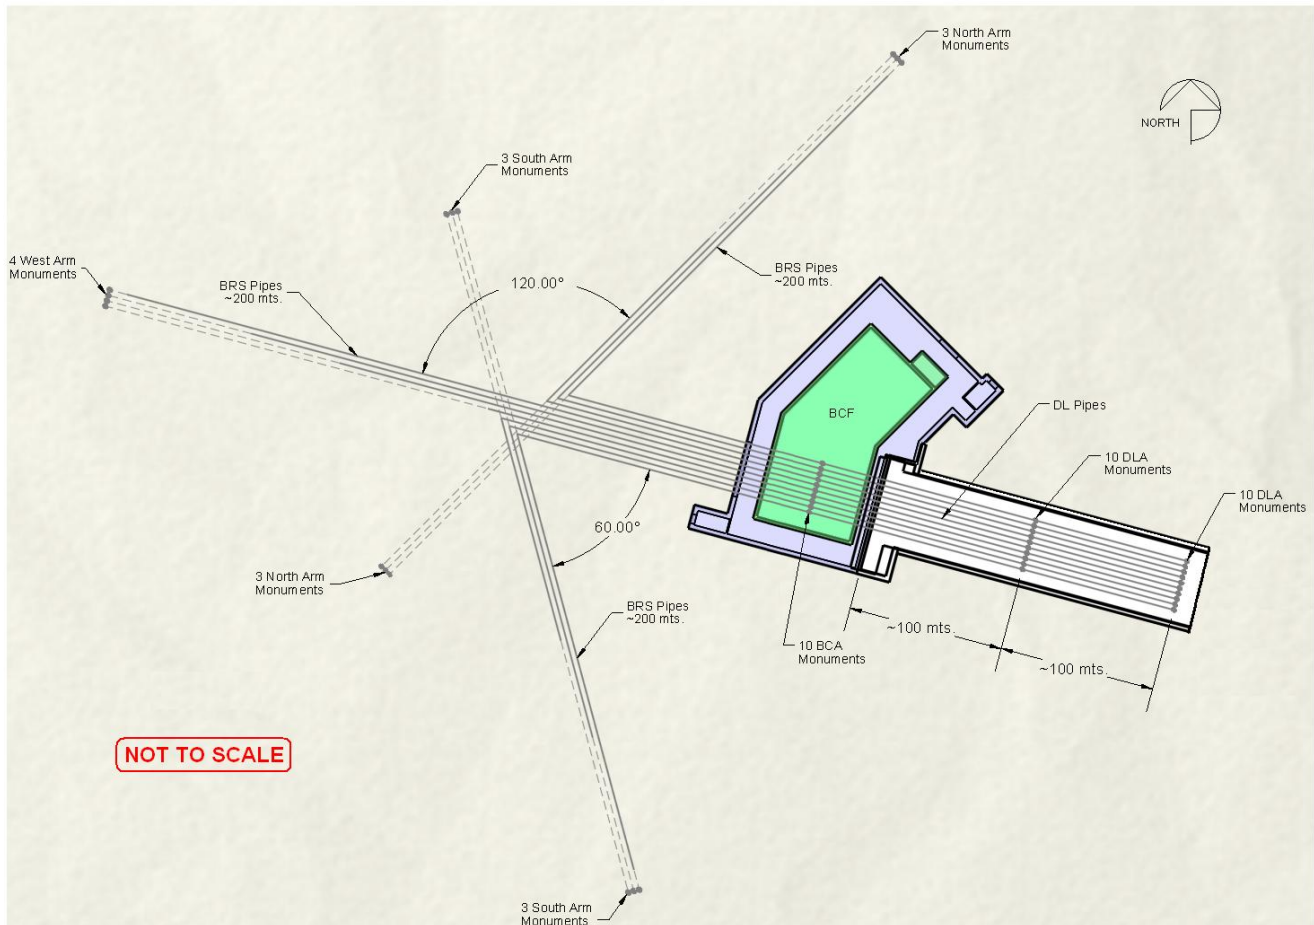 3 North Arm
Monuments
NORTH
3 South Arm
Monuments
4 West Arm
Monuments
BRS Pipes
~200 mts.
120.00°
BRS Pipes
~200 mts.
BCF
DL Pipes
10 DLA
Monuments
10 DLA
Monuments
60.00°
3 North Arm
Monuments
BRS Pipes
~200 mts.
10 BCA
Monuments
~100 mts.
~100 mts.
NOT TO SCALE
3 South Arm
Monuments